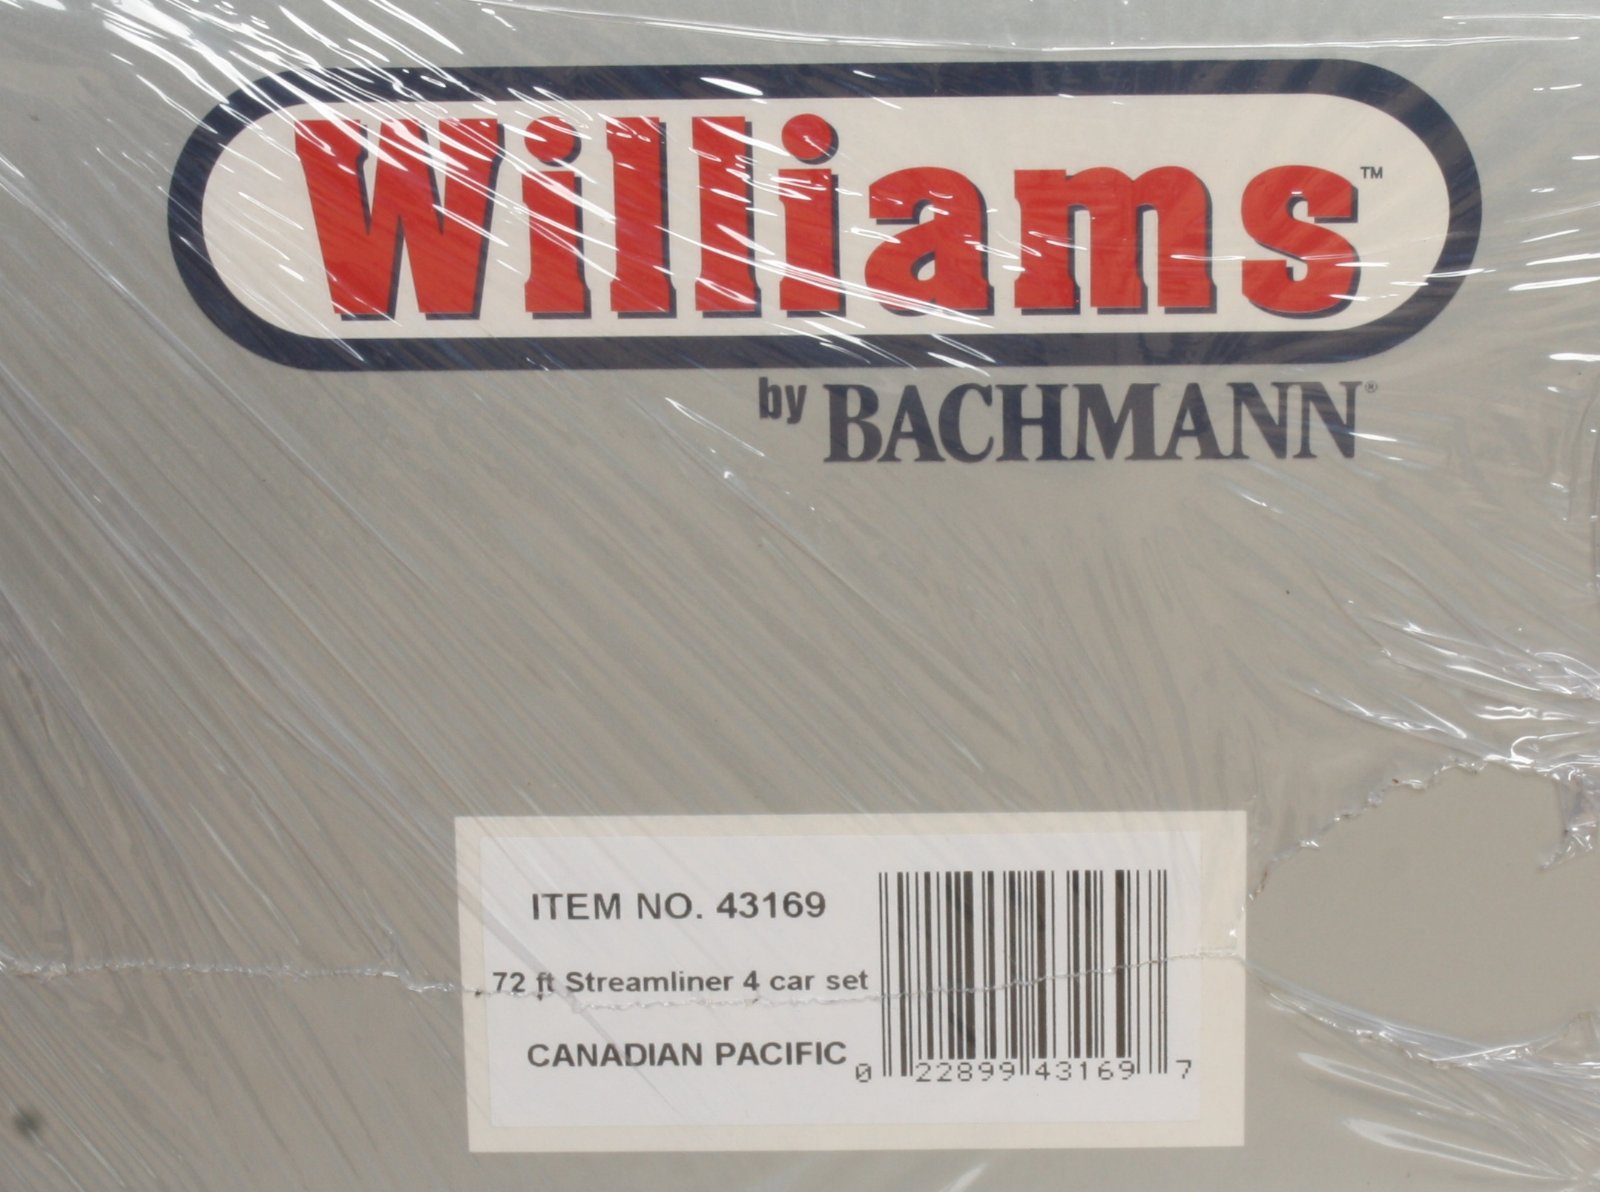 Williams™
by BACHMANN®
ITEM NO. 43169
72 ft Streamliner 4 car set
CANADIAN PACIFIC
0 22899 43169 7